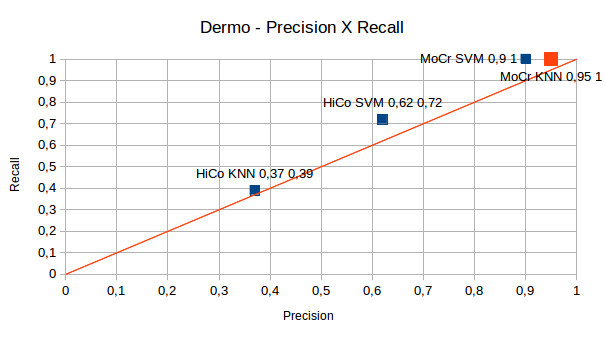 Dermo - Precision X Recall
1
0,9
0,8
0,7
0,6
0,5
0,4
0,3
0,2
0,1
0
Recall
MoCr SVM 0,9 1
MoCr KNN 0,95 1
HiCo SVM 0,62 0,72
HiCo KNN 0,37 0,39
0 0,1 0,2 0,3 0,4 0,5 0,6 0,7 0,8 0,9 1
Precision